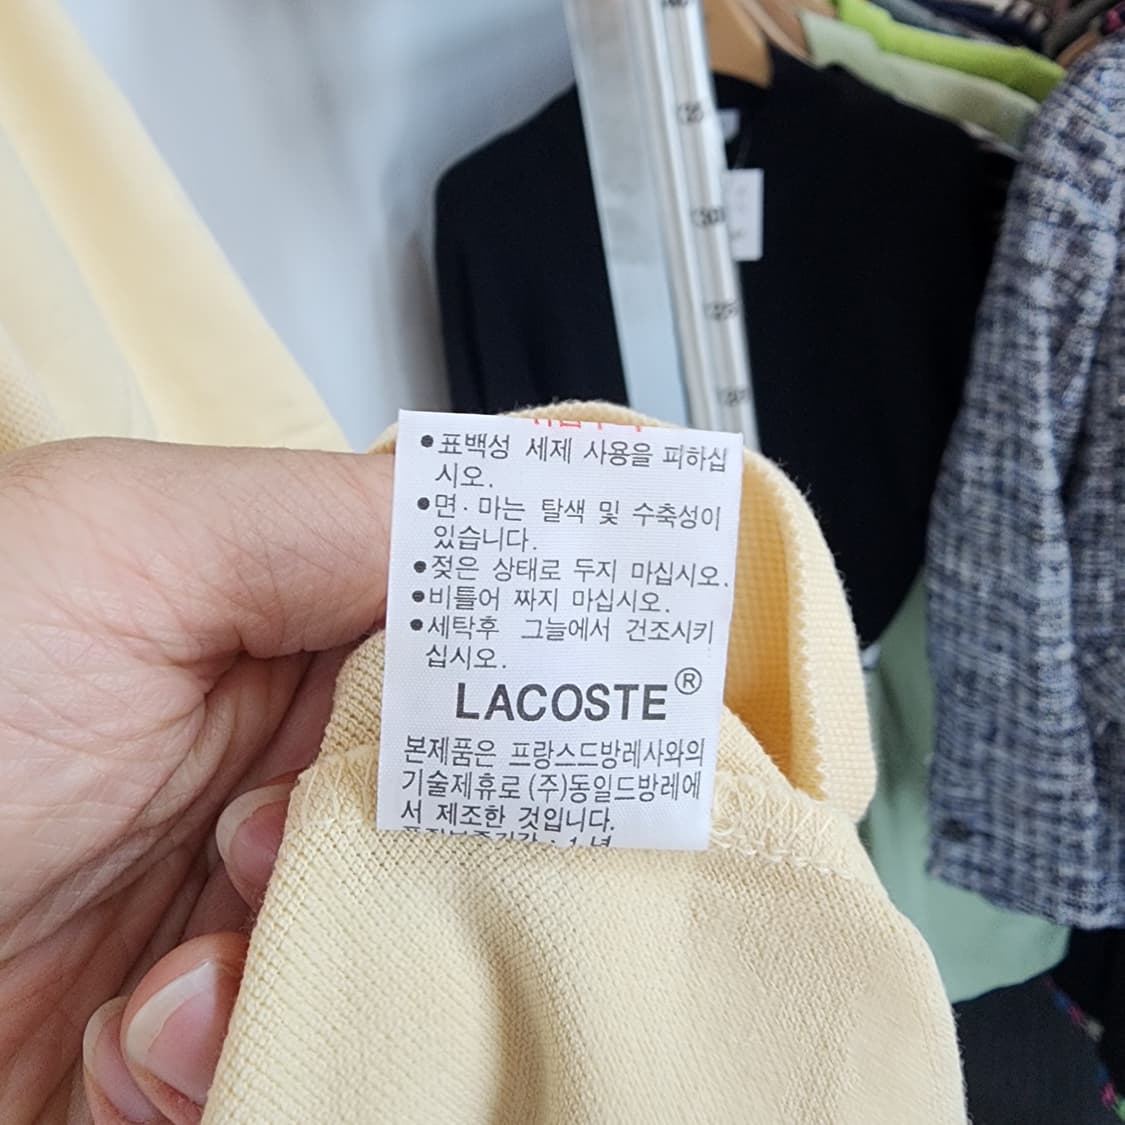 ●표백성 세제 사용을 피하십
시오.
●면·마는 탈색 및 수축성이
있습니다.
●젖은 상태로 두지 마십시오.
●비틀어 짜지 마십시오.
●세탁후 그늘에서 건조시키
십시오.
LACOSTE®
본제품은 프랑스드방레사와의
기술제휴로 (주)동일드방레에
서 제조한 것입니다.